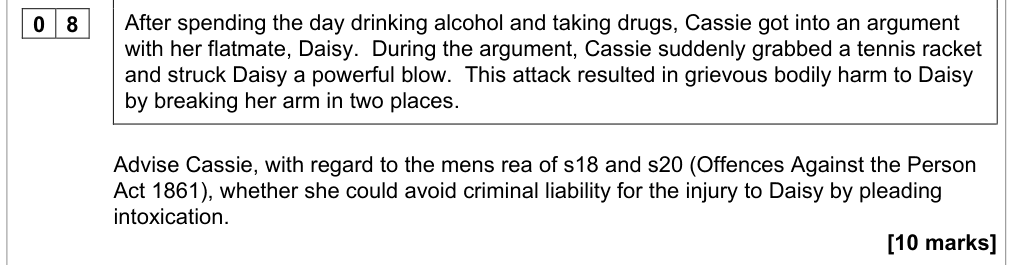 0 8
After spending the day drinking alcohol and taking drugs, Cassie got into an argument
with her flatmate, Daisy. During the argument, Cassie suddenly grabbed a tennis racket
and struck Daisy a powerful blow. This attack resulted in grievous bodily harm to Daisy
by breaking her arm in two places.
Advise Cassie, with regard to the mens rea of s18 and s20 (Offences Against the Person
Act 1861), whether she could avoid criminal liability for the injury to Daisy by pleading
intoxication.
[10 marks]